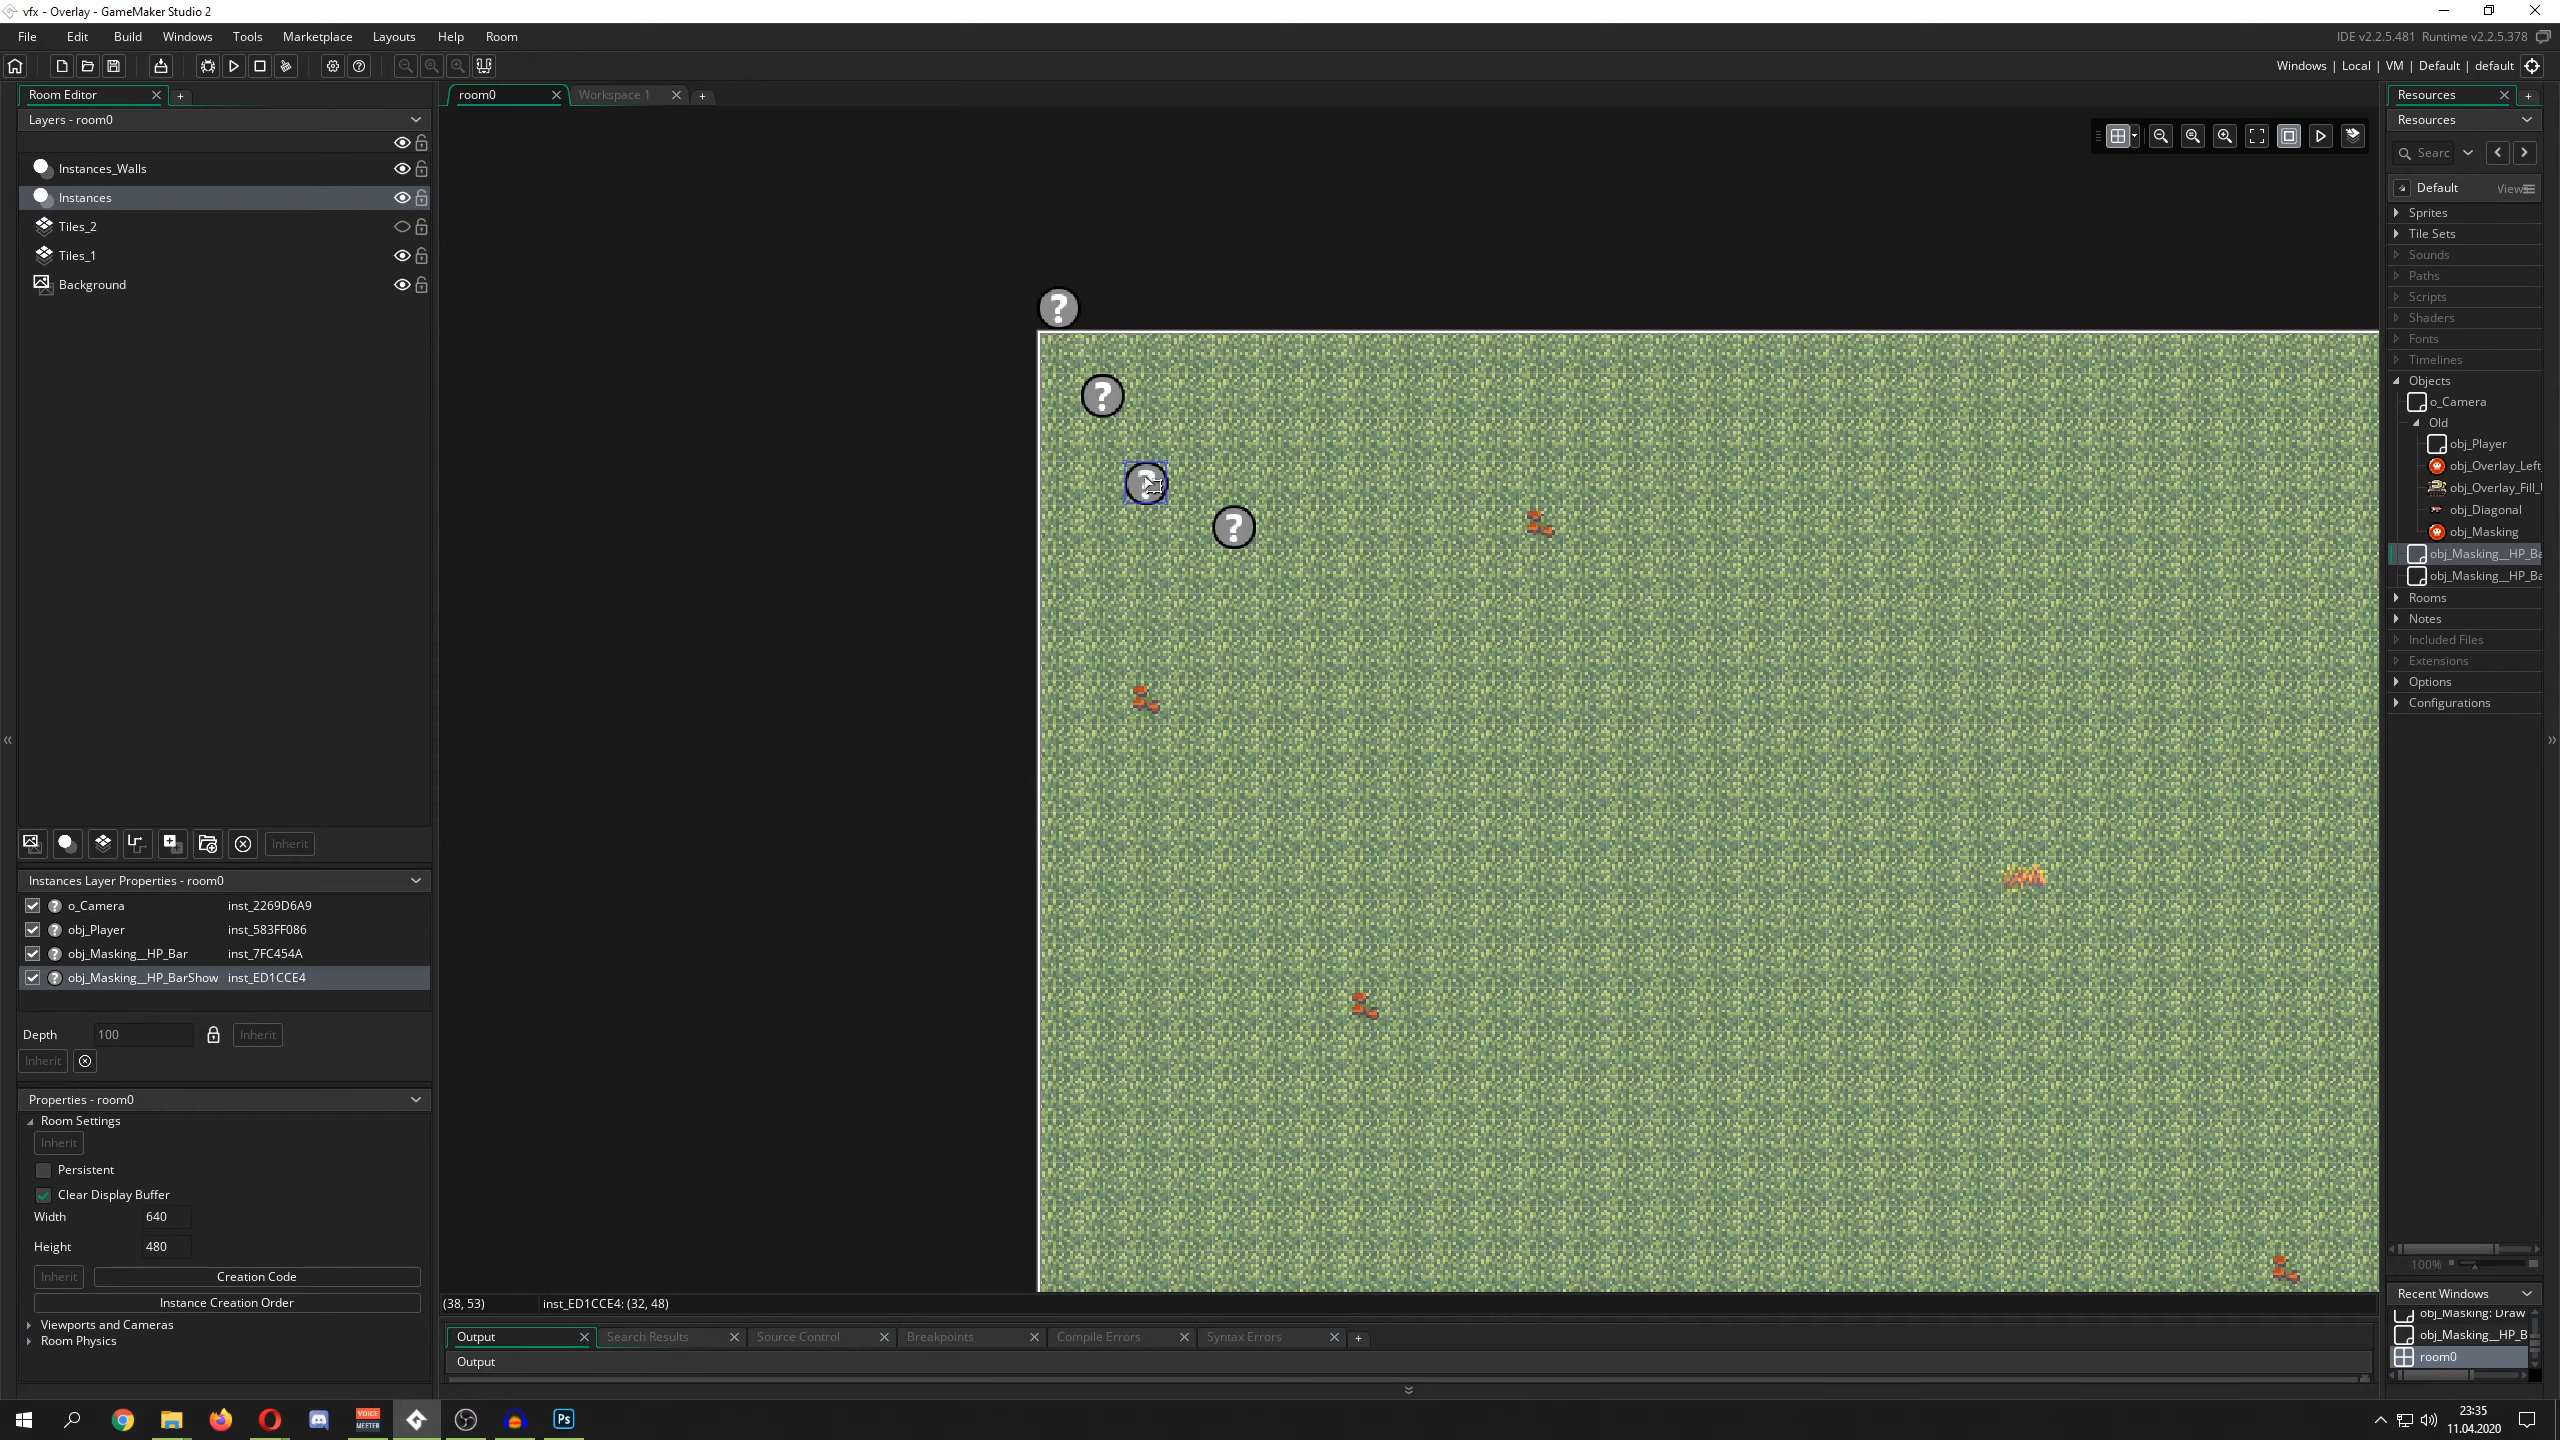 vfx - Overlay - GameMaker Studio 2
File Edit Build Windows Tools Marketplace Layouts Help Room
IDE v2.2.5.481 Runtime v2.2.5.378
Windows | Local | VM | Default | default
Room Editor
room0
Workspace 1
Resources
Layers - room0
Resources
Searc
Instances_Walls
Instances
Tiles_2
Tiles_1
Background
Default
View
Sprites
Tile Sets
Sounds
Paths
Scripts
Shaders
Fonts
Timelines
Objects
o_Camera
Old
obj_Player
obj_Overlay_Left
obj_Overlay_Fill_
obj_Diagonal
obj_Masking
obj_Masking__HP_Ba
obj_Masking__HP_Ba
Rooms
Notes
Included Files
Extensions
Options
Configurations
Inherit
Instances Layer Properties - room0
o_Camera inst_2269D6A9
obj_Player inst_583FF086
obj_Masking__HP_Bar inst_7FC454A
obj_Masking__HP_BarShow inst_ED1CCE4
Depth 100 Inherit
Inherit
Properties - room0
Room Settings
Inherit
Persistent
Clear Display Buffer
Width 640
Height 480
Inherit Creation Code
Instance Creation Order
Viewports and Cameras
Room Physics
(38, 53) inst_ED1CCE4: (32, 48)
Output Search Results Source Control Breakpoints Compile Errors Syntax Errors
Output
100%
Recent Windows
obj_Masking: Draw
obj_Masking__HP_B
room0
VOICE
MEETER
Ps
23:35
11.04.2020